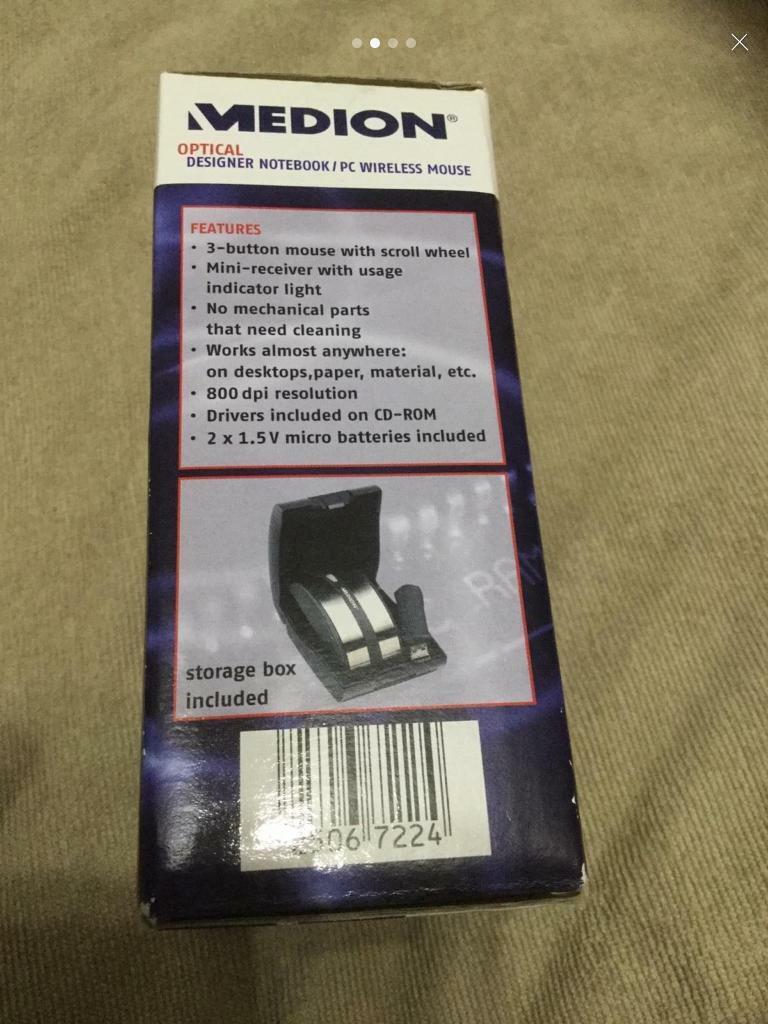 MEDION®
OPTICAL
DESIGNER NOTEBOOK/PC WIRELESS MOUSE
FEATURES
• 3-button mouse with scroll wheel
• Mini-receiver with usage
indicator light
• No mechanical parts
that need cleaning
• Works almost anywhere:
on desktops,paper, material, etc.
• 800 dpi resolution
• Drivers included on CD-ROM
• 2 x 1.5V micro batteries included
RAM
storage box
included
7224